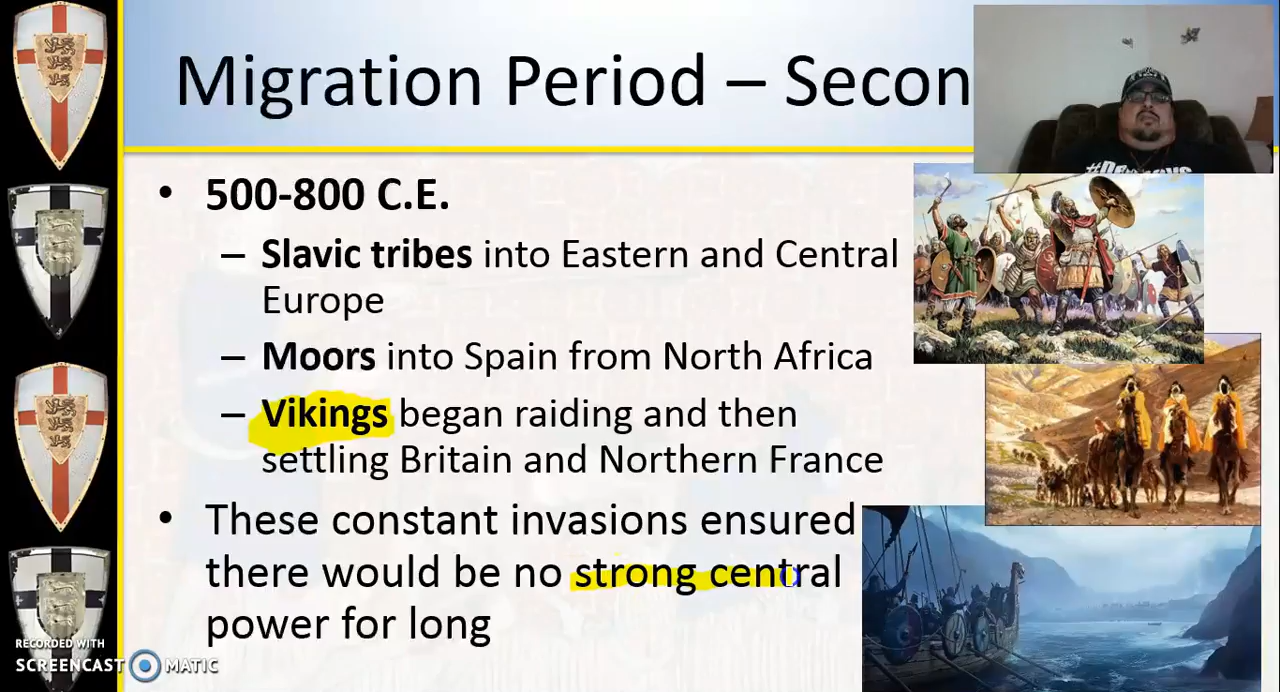 Migration Period – Secon
500-800 C.E.
– Slavic tribes into Eastern and Central
Europe
– Moors into Spain from North Africa
– Vikings began raiding and then
settling Britain and Northern France
These constant invasions ensured
there would be no strong central
power for long
RECORDED WITH
SCREENCAST MATIC